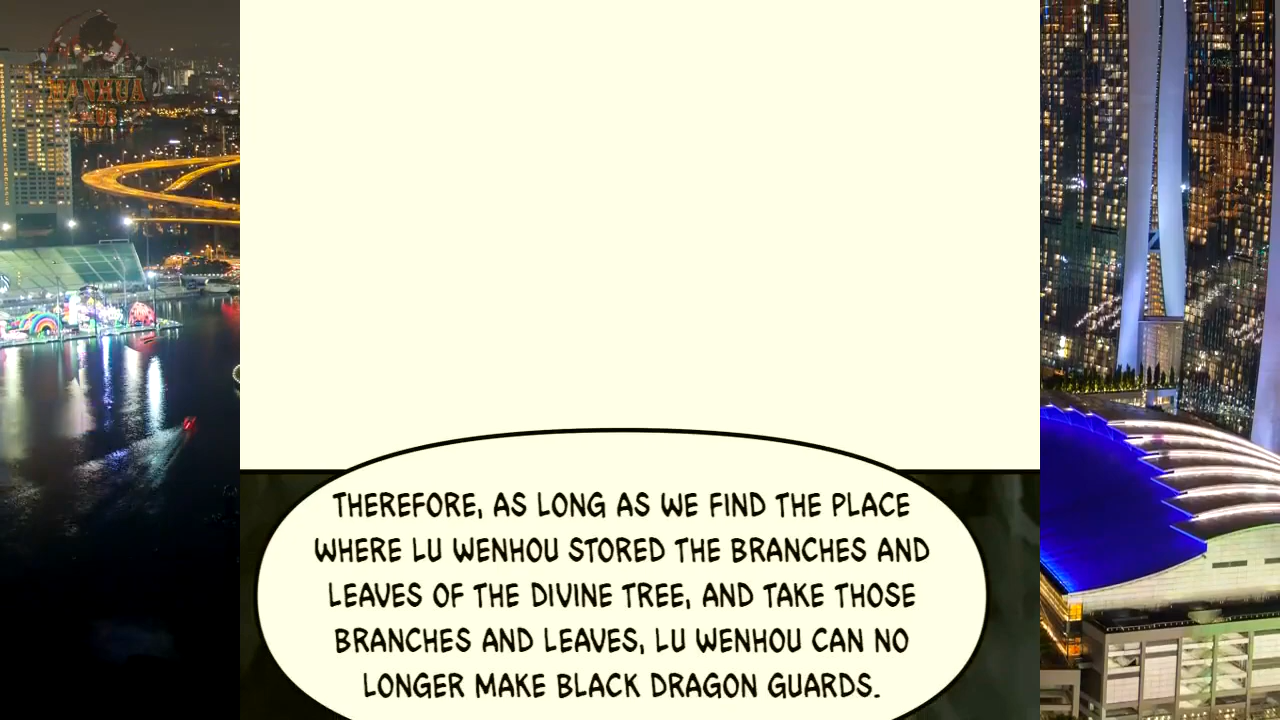 MANHUA
THEREFORE, AS LONG AS WE FIND THE PLACE
WHERE LU WENHOU STORED THE BRANCHES AND
LEAVES OF THE DIVINE TREE, AND TAKE THOSE
BRANCHES AND LEAVES, LU WENHOU CAN NO
LONGER MAKE BLACK DRAGON GUARDS.